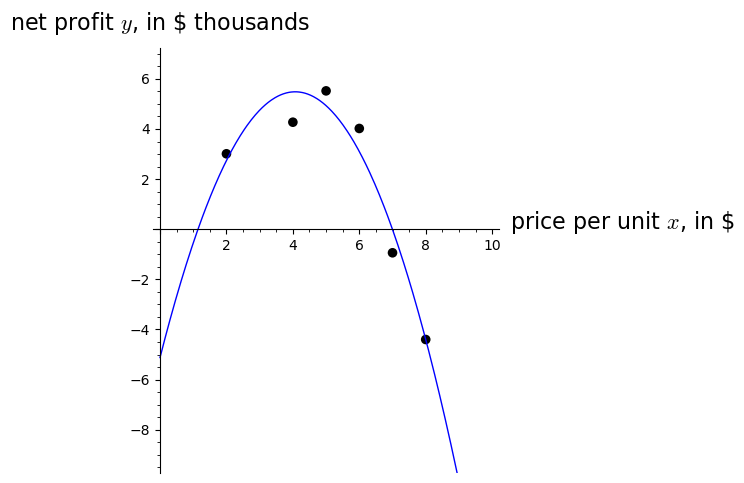 net profit y, in $ thousands
6
4
2
price per unit x, in $
2 4 6 8 10
−2
−4
−6
−8